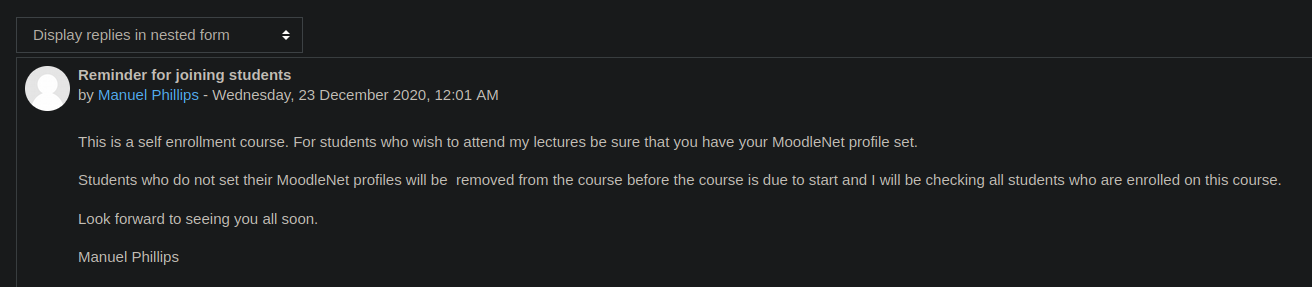 Display replies in nested form
Reminder for joining students
by Manuel Phillips - Wednesday, 23 December 2020, 12:01 AM
This is a self enrollment course. For students who wish to attend my lectures be sure that you have your MoodleNet profile set.
Students who do not set their MoodleNet profiles will be  removed from the course before the course is due to start and I will be checking all students who are enrolled on this course.
Look forward to seeing you all soon.
Manuel Phillips